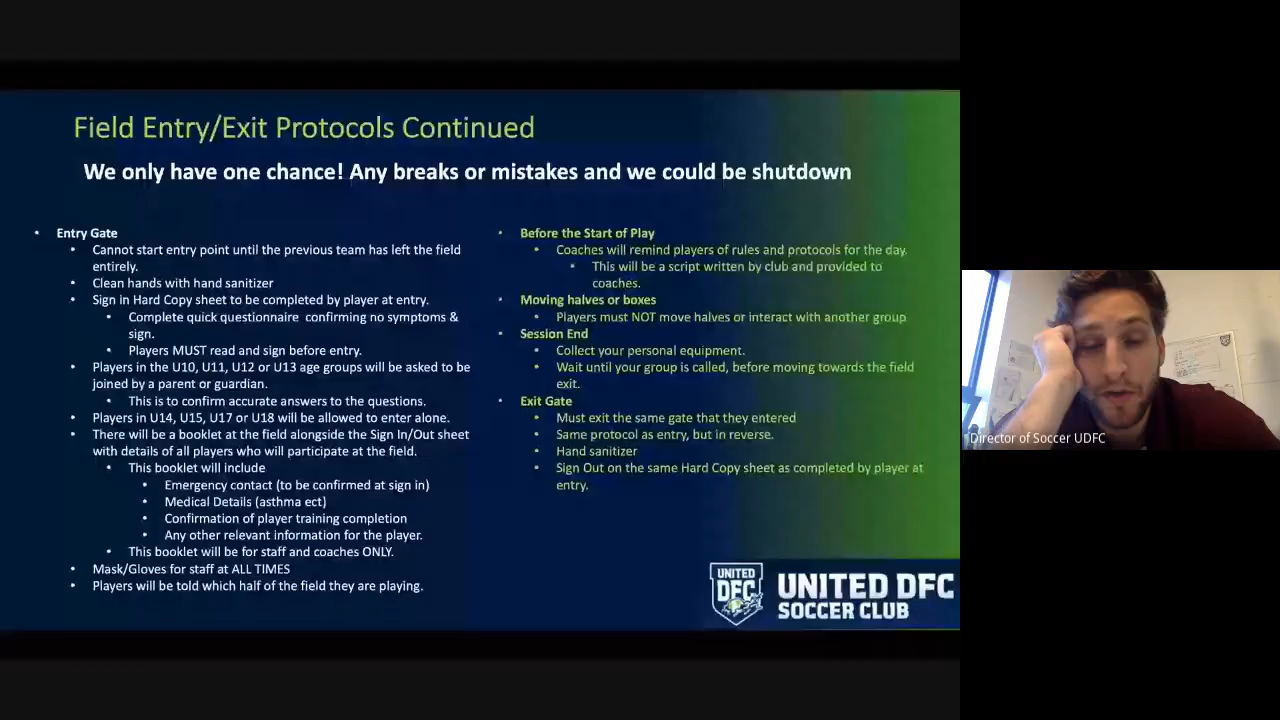 Field Entry/Exit Protocols Continued
We only have one chance! Any breaks or mistakes and we could be shutdown
• Entry Gate
• Cannot start entry point until the previous team has left the field
entirely.
• Clean hands with hand sanitizer
• Sign in Hard Copy sheet to be completed by player at entry.
• Complete quick questionnaire confirming no symptoms &
sign.
• Players MUST read and sign before entry.
• Players in the U10, U11, U12 or U13 age groups will be asked to be
joined by a parent or guardian.
• This is to confirm accurate answers to the questions.
• Players in U14, U15, U17 or U18 will be allowed to enter alone.
• There will be a booklet at the field alongside the Sign In/Out sheet
with details of all players who will participate at the field.
• This booklet will include
• Emergency contact (to be confirmed at sign in)
• Medical Details (asthma ect)
• Confirmation of player training completion
• Any other relevant information for the player.
• This booklet will be for staff and coaches ONLY.
• Mask/Gloves for staff at ALL TIMES
• Players will be told which half of the field they are playing.
• Before the Start of Play
• Coaches will remind players of rules and protocols for the day.
• This will be a script written by club and provided to
coaches.
• Moving halves or boxes
• Players must NOT move halves or interact with another group
• Session End
• Collect your personal equipment.
• Wait until your group is called, before moving towards the field
exit.
• Exit Gate
• Must exit the same gate that they entered
• Same protocol as entry, but in reverse.
• Hand sanitizer
• Sign Out on the same Hard Copy sheet as completed by player at
entry.
UNITED
DFC
UNITED DFC
SOCCER CLUB
Director of Soccer UDFC